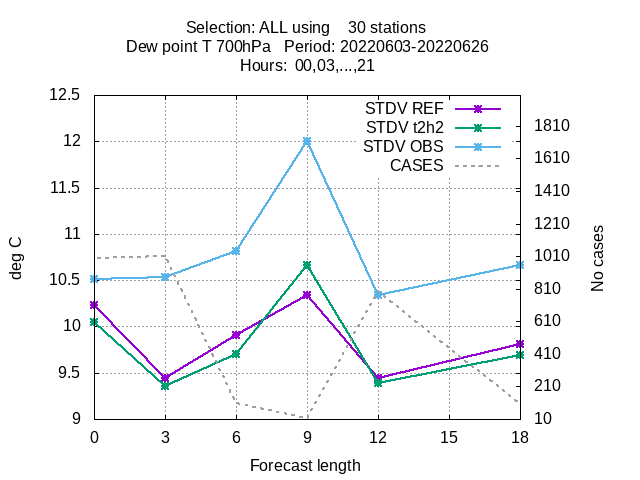 Selection: ALL using    30 stations
Dew point T 700hPa   Period: 20220603-20220626
Hours:  00,03,...,21
STDV REF
STDV t2h2
STDV OBS
CASES
deg C
12.5
12
11.5
11
10.5
10
9.5
9
No cases
1810
1610
1410
1210
1010
810
610
410
210
10
0 3 6 9 12 15 18
Forecast length